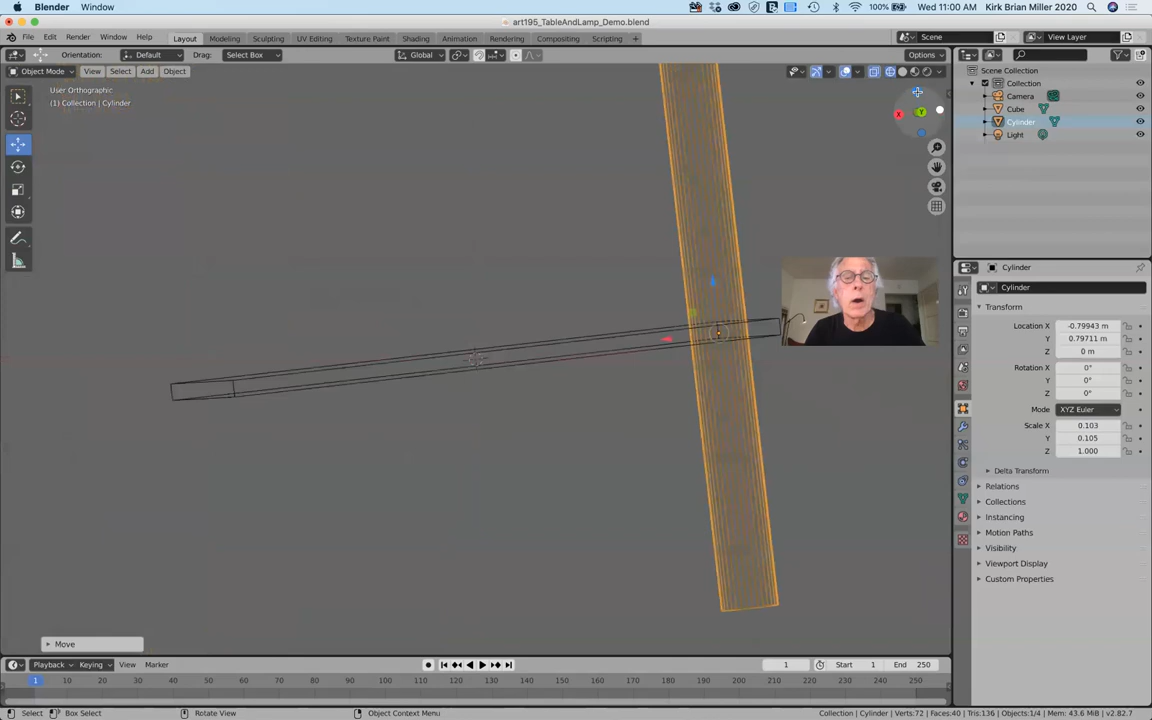 Blender Window
100% Wed 11:00 AM Kirk Brian Miller 2020
art195_TableAndLamp_Demo.blend
File Edit Render Window Help Layout Modeling Sculpting UV Editing Texture Paint Shading Animation Rendering Compositing Scripting Scene View Layer
Orientation: Default Drag: Select Box Global Options
Object Mode View Select Add Object
User Orthographic
(1) Collection | Cylinder
Y
X
Scene Collection
Collection
Camera
Cube
Cylinder
Light
Cylinder
Cylinder
Transform
Location X -0.79943 m
Y 0.79711 m
Z 0 m
Rotation X 0°
Y 0°
Z 0°
Mode XYZ Euler
Scale X 0.103
Y 0.105
Z 1.000
Delta Transform
Relations
Collections
Instancing
Motion Paths
Visibility
Viewport Display
Custom Properties
Move
Playback Keying View Marker 1 Start 1 End 250
1 10 20 30 40 50 60 70 80 90 100 110 120 130 140 150 160 170 180 190 200 210 220 230 240 250
Select Box Select Rotate View Object Context Menu Collection | Cylinder | Verts:72 | Faces:40 | Tris:136 | Objects:1/4 | Mem: 43.6 MiB | v2.82.7